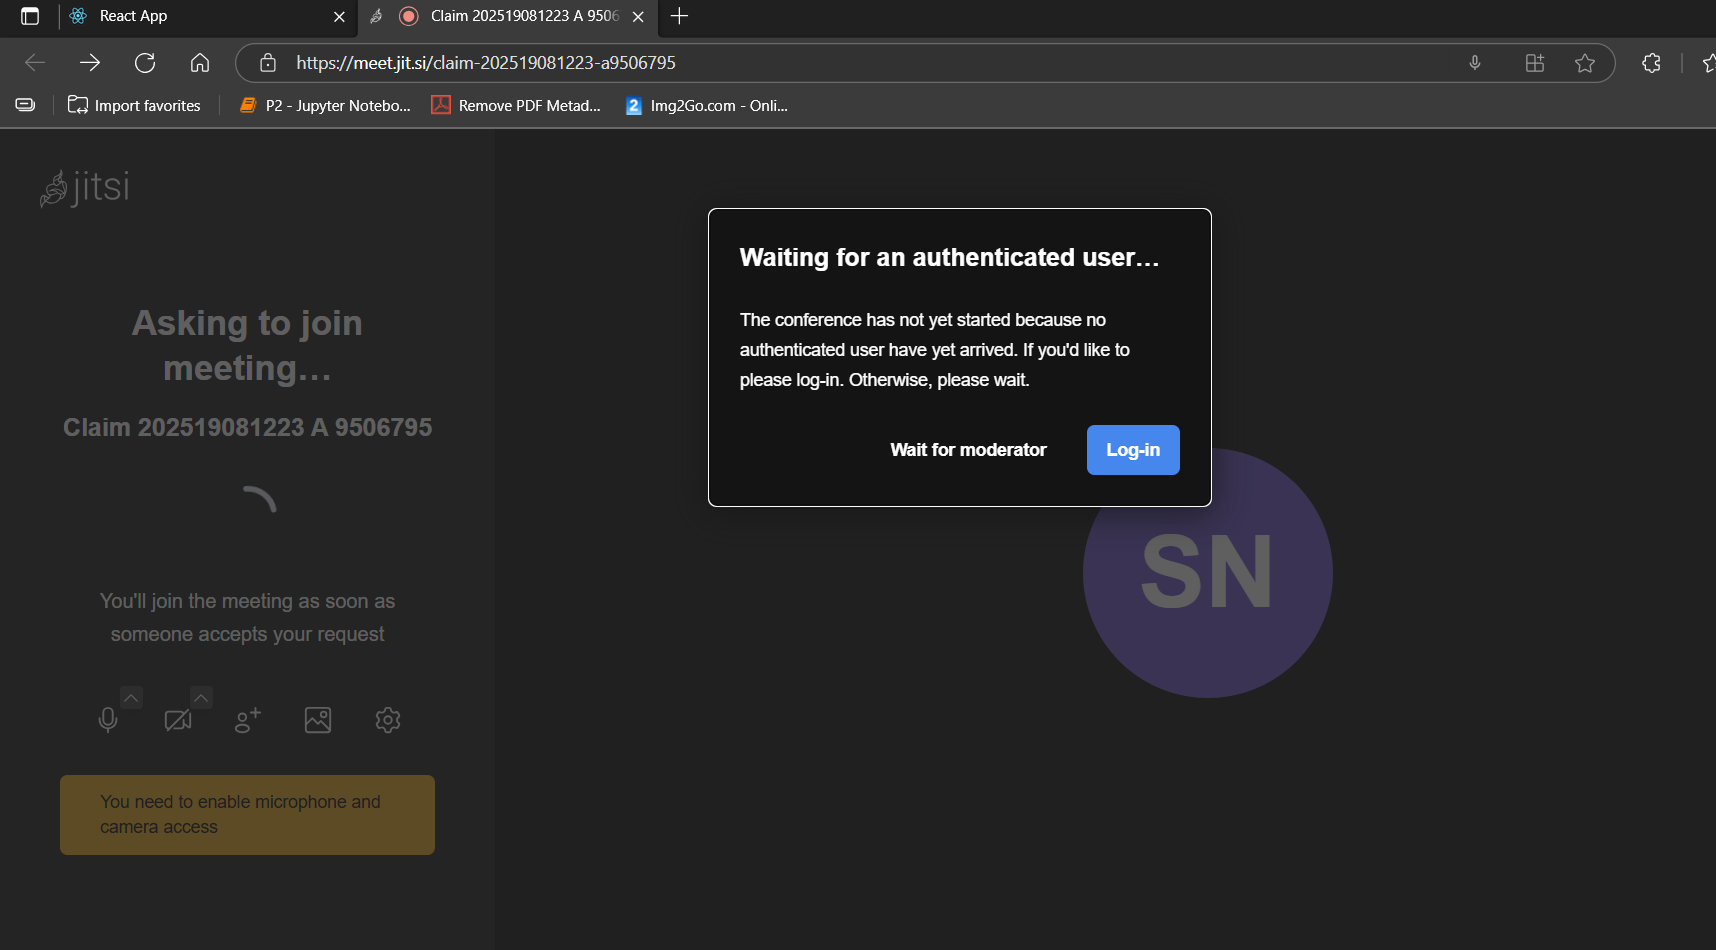 React App
Claim 202519081223 A 9506
https://meet.jit.si/claim-202519081223-a9506795
Import favorites
P2 - Jupyter Notebo...
Remove PDF Metad...
2
Img2Go.com - Onli...
jitsi
Asking to join
meeting...
Claim 202519081223 A 9506795
You'll join the meeting as soon as
someone accepts your request
You need to enable microphone and
camera access
Waiting for an authenticated user...
The conference has not yet started because no
authenticated user have yet arrived. If you'd like to
please log-in. Otherwise, please wait.
Wait for moderator
Log-in
SN